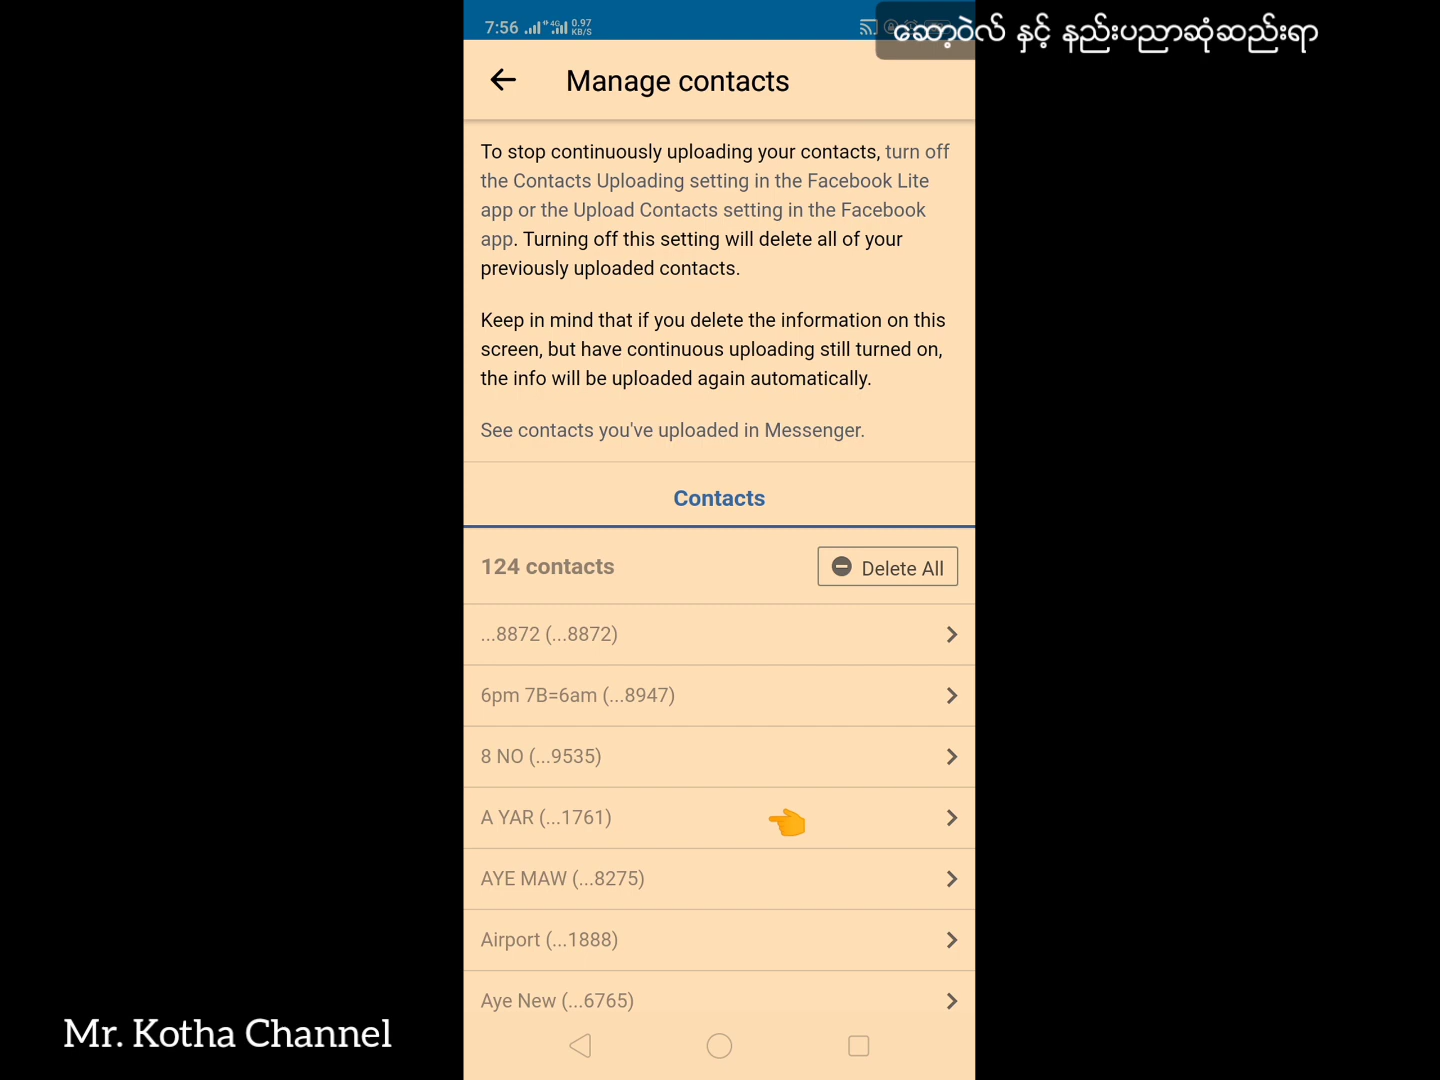 7:56 4G 0.97 KB/S
ဆော့ဝဲလ် နှင့် နည်းပညာဆုံဆည်းရာ
Manage contacts
To stop continuously uploading your contacts, turn off
the Contacts Uploading setting in the Facebook Lite
app or the Upload Contacts setting in the Facebook
app. Turning off this setting will delete all of your
previously uploaded contacts.
Keep in mind that if you delete the information on this
screen, but have continuous uploading still turned on,
the info will be uploaded again automatically.
See contacts you've uploaded in Messenger.
Contacts
124 contacts
Delete All
...8872 (...8872)
6pm 7B=6am (...8947)
8 NO (...9535)
A YAR (...1761)
AYE MAW (...8275)
Airport (...1888)
Aye New (...6765)
Mr. Kotha Channel